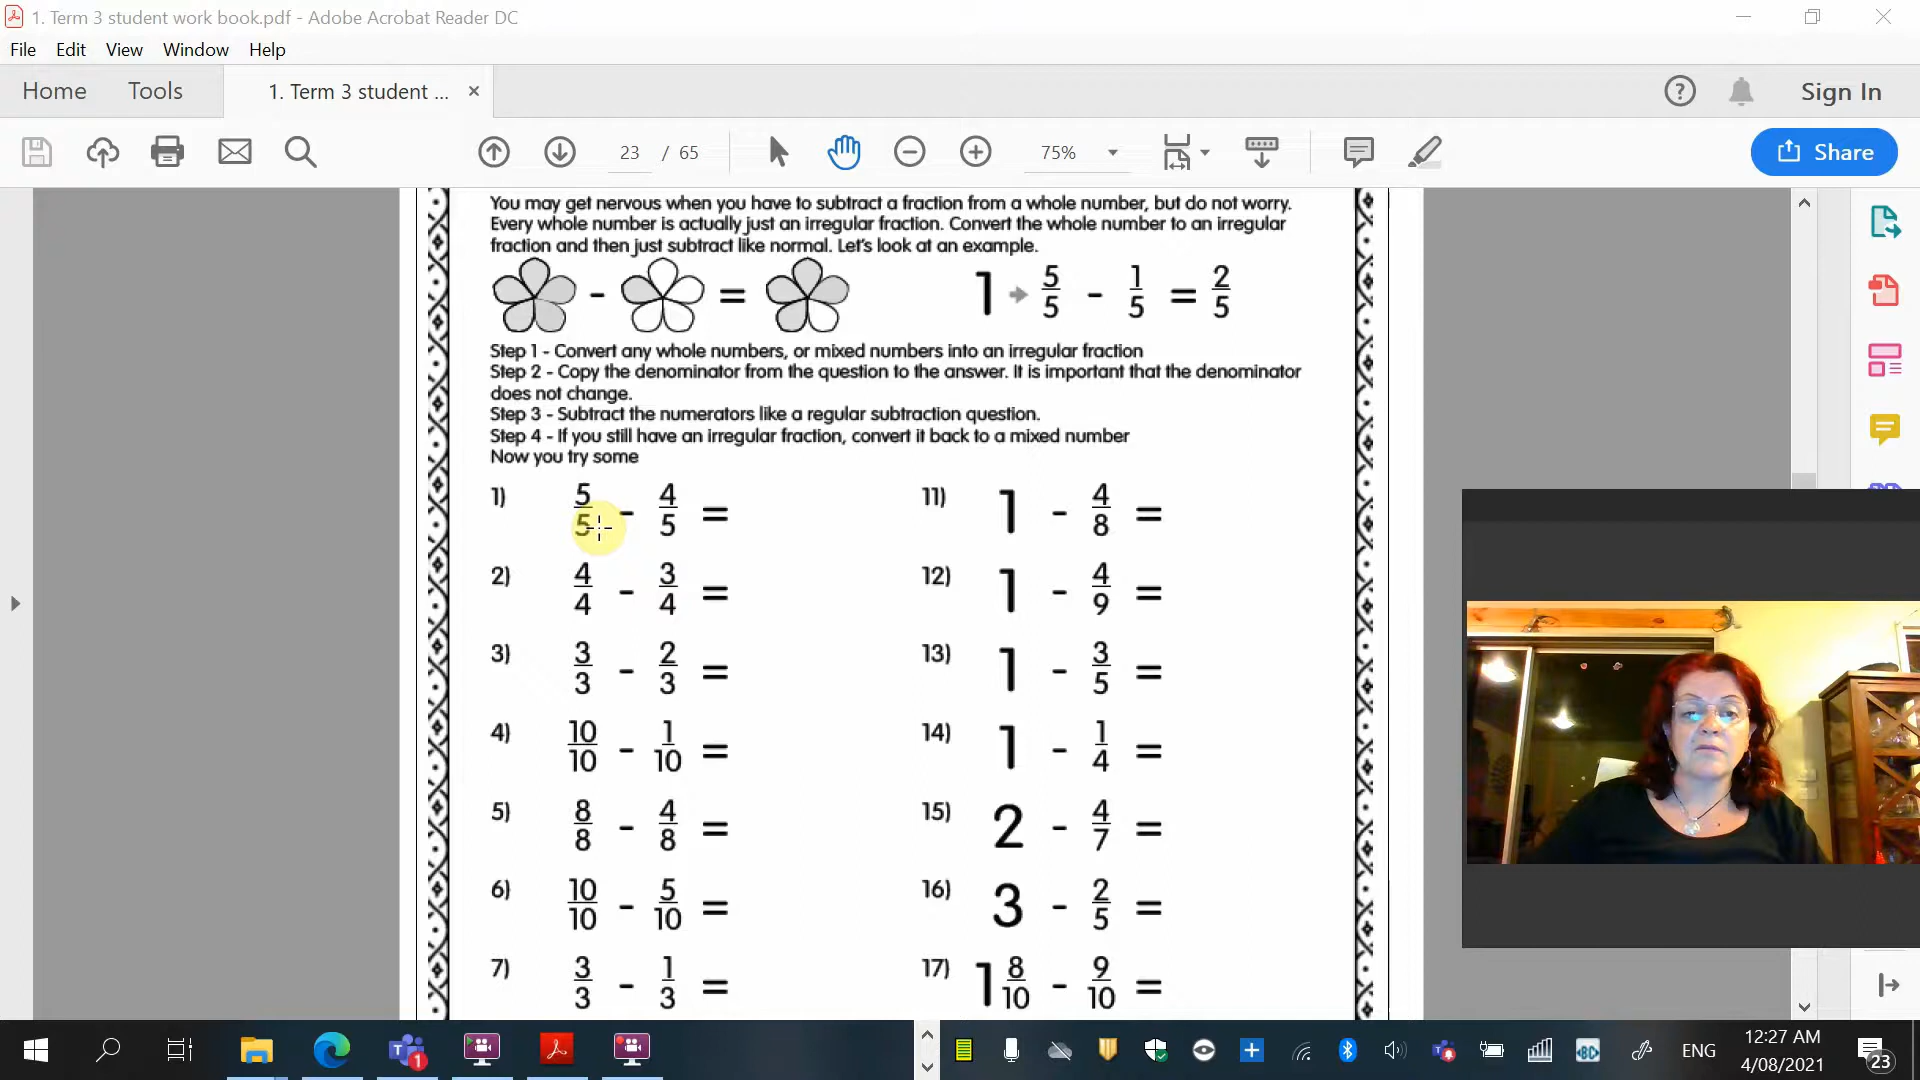 1. Term 3 student work book.pdf - Adobe Acrobat Reader DC
File Edit View Window Help
Home Tools 1. Term 3 student ... × Sign In
23 / 65 75% Share
You may get nervous when you have to subtract a fraction from a whole number, but do not worry.
Every whole number is actually just an irregular fraction. Convert the whole number to an irregular
fraction and then just subtract like normal. Let's look at an example.
- = 1 → 5/5 - 1/5 = 2/5
Step 1 - Convert any whole numbers, or mixed numbers into an irregular fraction
Step 2 - Copy the denominator from the question to the answer. It is important that the denominator
does not change.
Step 3 - Subtract the numerators like a regular subtraction question.
Step 4 - If you still have an irregular fraction, convert it back to a mixed number
Now you try some
1) 5/5 - 4/5 =
2) 4/4 - 3/4 =
3) 3/3 - 2/3 =
4) 10/10 - 1/10 =
5) 8/8 - 4/8 =
6) 10/10 - 5/10 =
7) 3/3 - 1/3 =
11) 1 - 4/8 =
12) 1 - 4/9 =
13) 1 - 3/5 =
14) 1 - 1/4 =
15) 2 - 4/7 =
16) 3 - 2/5 =
17) 1 8/10 - 9/10 =
1
ENG
12:27 AM
4/08/2021
23